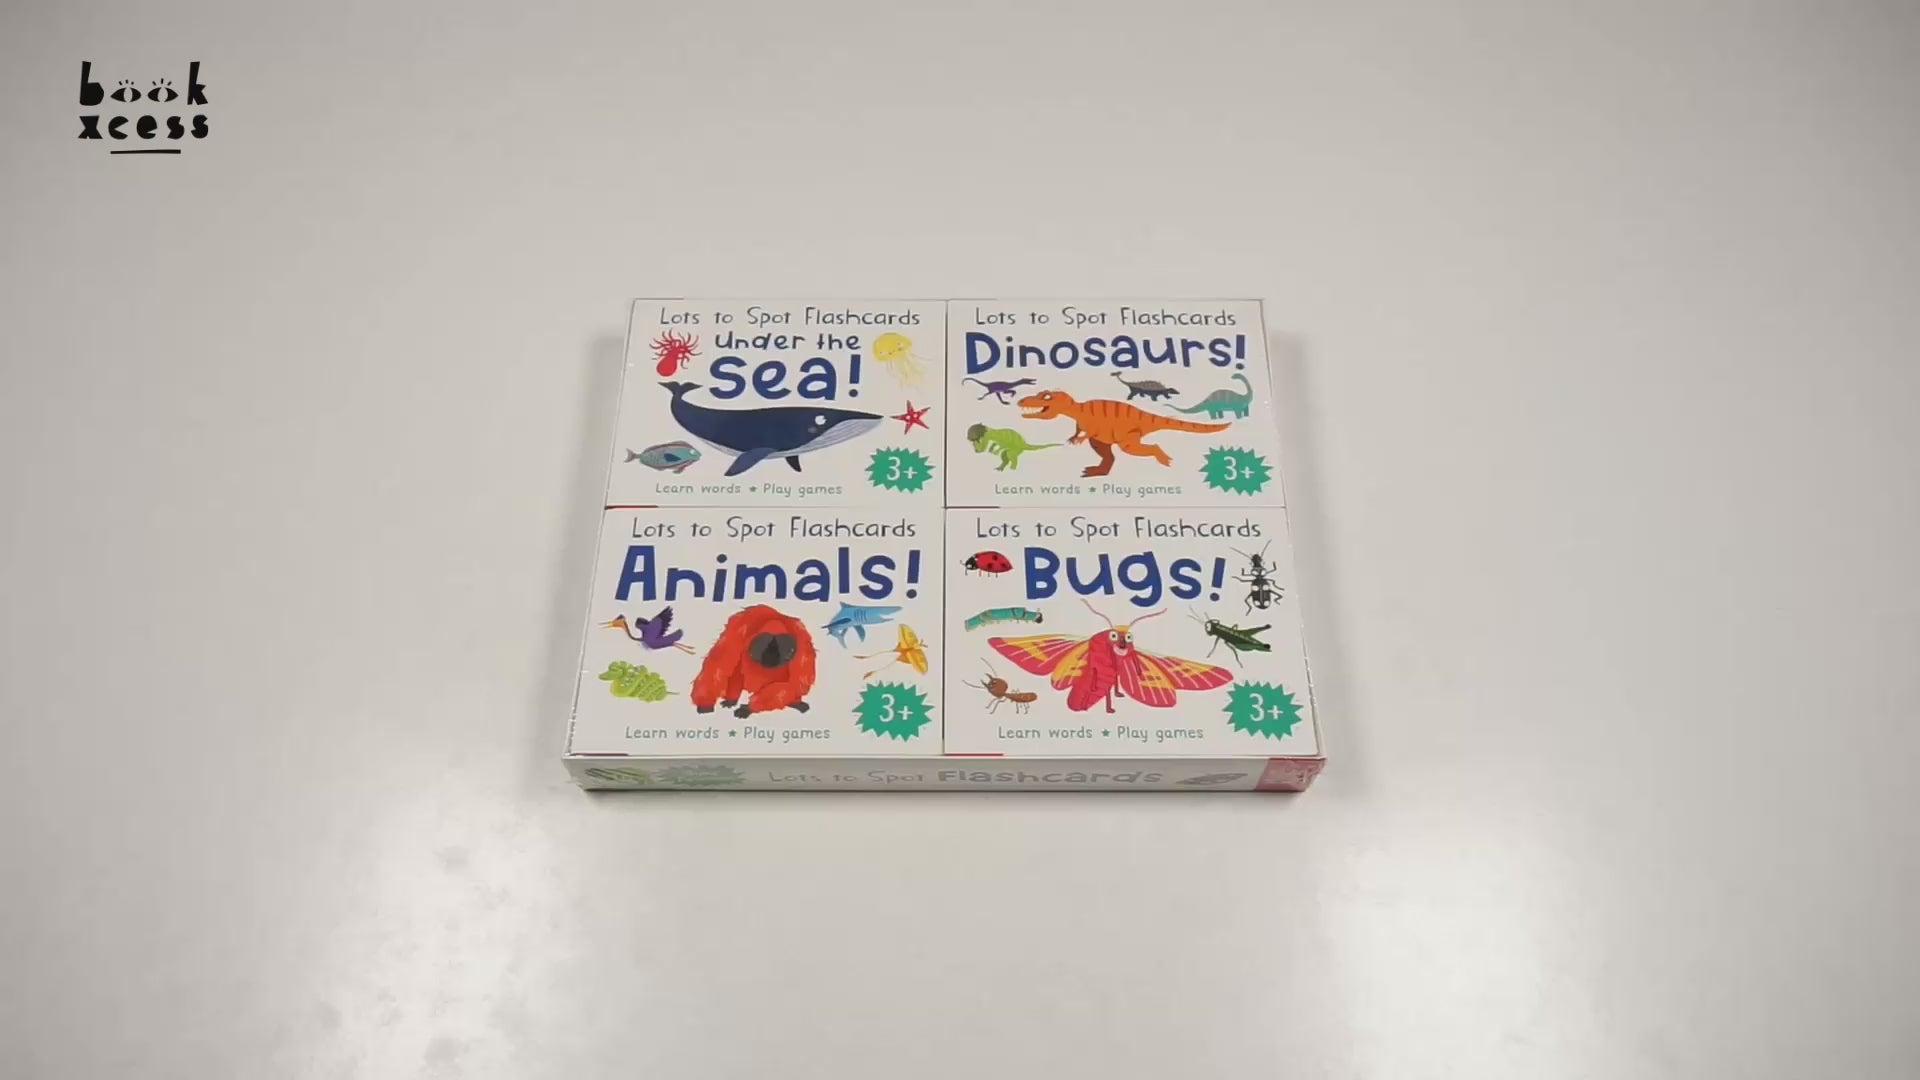 book
xcess
Lots to Spot Flashcards
under the
sea!
3+
Learn words ★ Play games
Lots to Spot Flashcards
Dinosaurs!
3+
Learn words ★ Play games
Lots to Spot Flashcards
Animals!
3+
Learn words ★ Play games
Lots to Spot Flashcards
Bugs!
3+
Learn words ★ Play games
Lots to Spot Flashcards